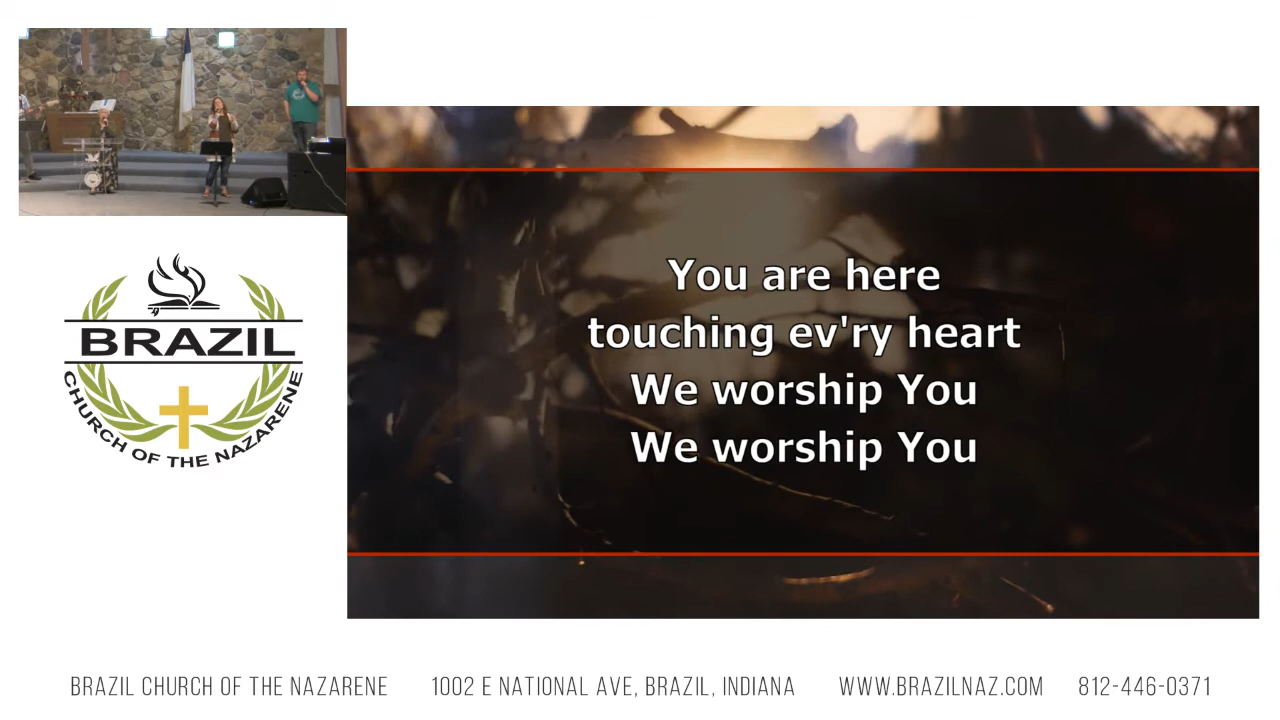 BRAZIL
CHURCH OF THE NAZARENE
You are here
touching ev'ry heart
We worship You
We worship You
BRAZIL CHURCH OF THE NAZARENE 1002 E NATIONAL AVE, BRAZIL, INDIANA WWW.BRAZILNAZ.COM 812-446-0371